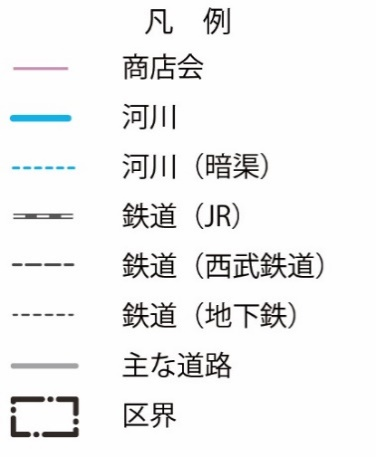 凡　例
商店会
河川
河川（暗渠）
鉄道（JR）
鉄道（西武鉄道）
鉄道（地下鉄）
主な道路
区界